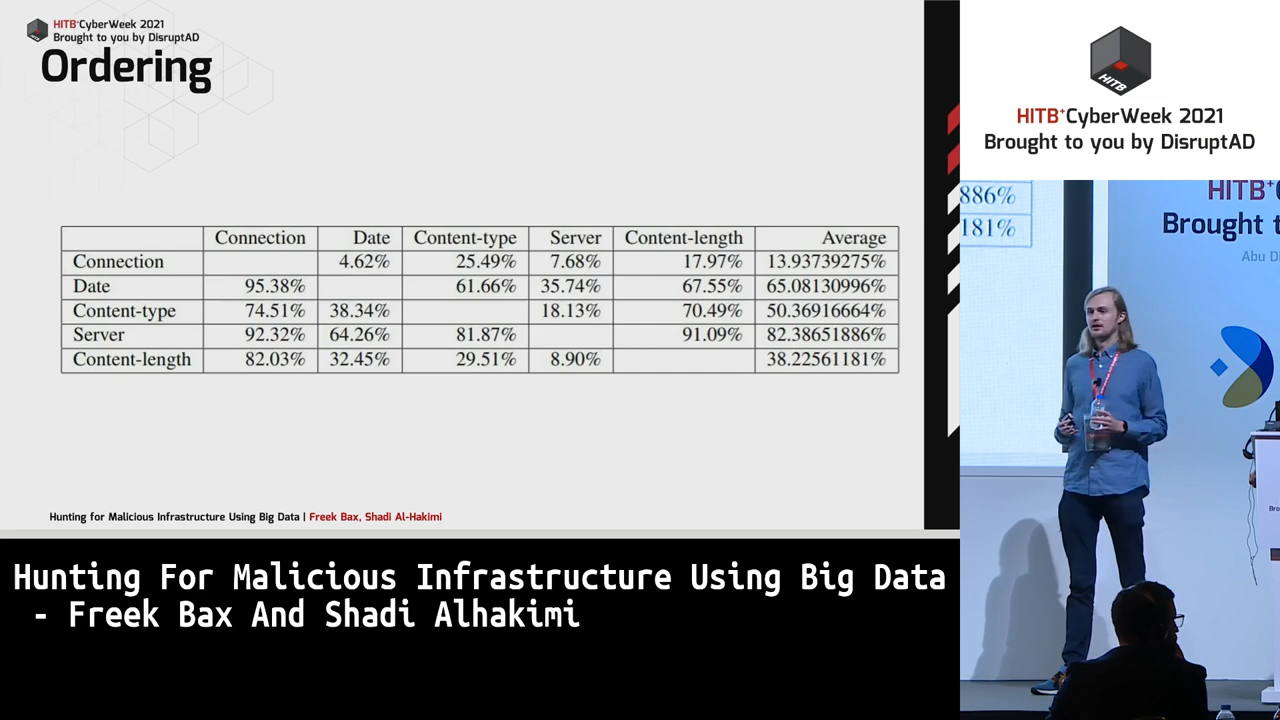 HITB+CyberWeek 2021
Brought to you by DisruptAD
Ordering
Connection Date Content-type Server Content-length Average
Connection 4.62% 25.49% 7.68% 17.97% 13.93739275%
Date 95.38% 61.66% 35.74% 67.55% 65.08130996%
Content-type 74.51% 38.34% 18.13% 70.49% 50.36916664%
Server 92.32% 64.26% 81.87% 91.09% 82.38651886%
Content-length 82.03% 32.45% 29.51% 8.90% 38.22561181%
Hunting for Malicious Infrastructure Using Big Data | Freek Bax, Shadi Al-Hakimi
HITB
HITB+CyberWeek 2021
Brought to you by DisruptAD
886%
181%
HITB+
Brought t
Abu D
Bro
Hunting For Malicious Infrastructure Using Big Data
- Freek Bax And Shadi Alhakimi